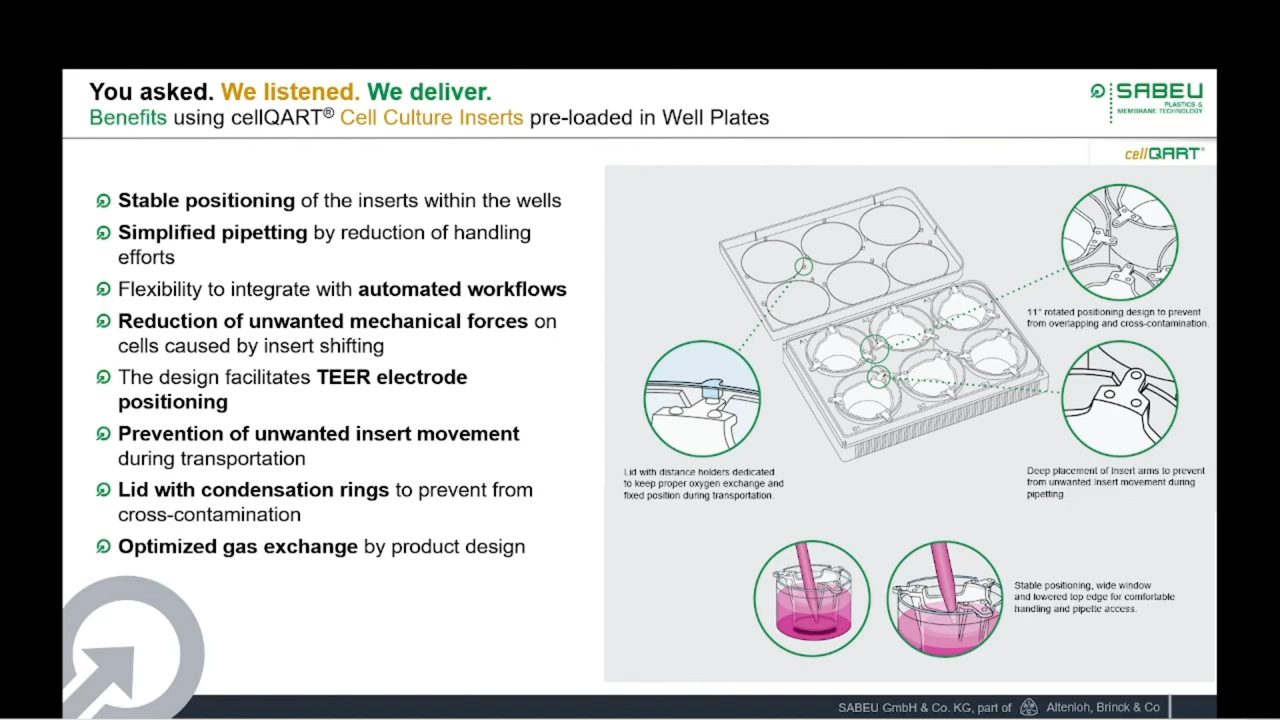 You asked. We listened. We deliver.
Benefits using cellQART® Cell Culture Inserts pre-loaded in Well Plates
SABEU
PLASTICS &
MEMBRANE TECHNOLOGY
cellQART®
Stable positioning of the inserts within the wells
Simplified pipetting by reduction of handling
efforts
Flexibility to integrate with automated workflows
Reduction of unwanted mechanical forces on
cells caused by insert shifting
The design facilitates TEER electrode
positioning
Prevention of unwanted insert movement
during transportation
Lid with condensation rings to prevent from
cross-contamination
Optimized gas exchange by product design
11° rotated positioning design to prevent
from overlapping and cross-contamination.
Lid with distance holders dedicated
to keep proper oxygen exchange and
fixed position during transportation.
Deep placement of Insert arms to prevent
from unwanted Insert movement during
pipetting.
Stable positioning, wide window
and lowered top edge for comfortable
handling and pipette access.
SABEU GmbH & Co. KG, part of Altenloh, Brinck & Co